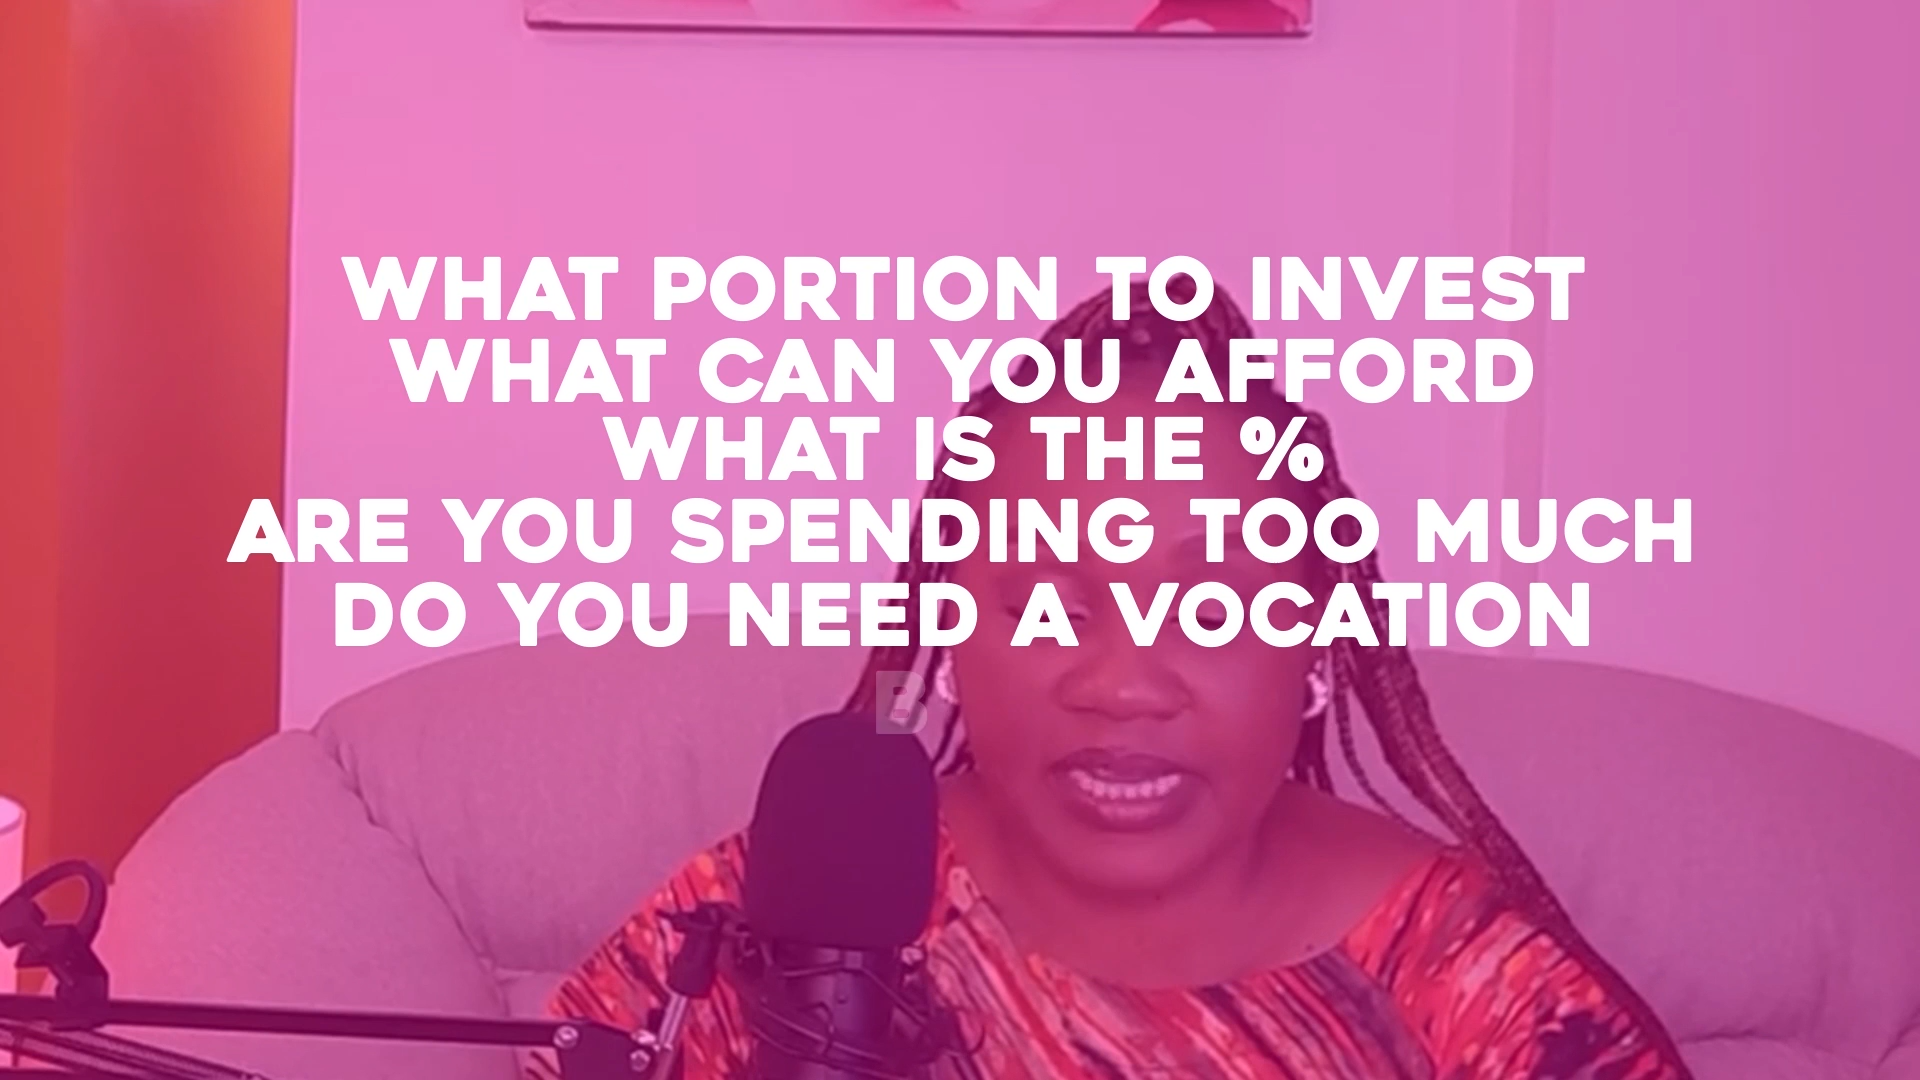 WHAT PORTION TO INVEST
WHAT CAN YOU AFFORD
WHAT IS THE %
ARE YOU SPENDING TOO MUCH
DO YOU NEED A VOCATION
B